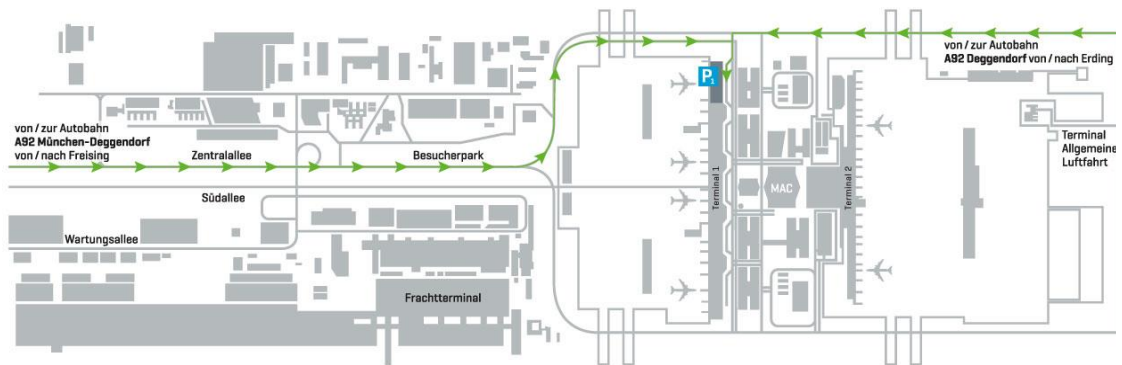 von / zur Autobahn
A92 Deggendorf von / nach Erding
P1
von / zur Autobahn
A92 München-Deggendorf
von / nach Freising
Zentralallee
Besucherpark
Terminal
Allgemeine
Luftfahrt
Südallee
Terminal 1
MAC
Terminal 2
Wartungsallee
Frachtterminal